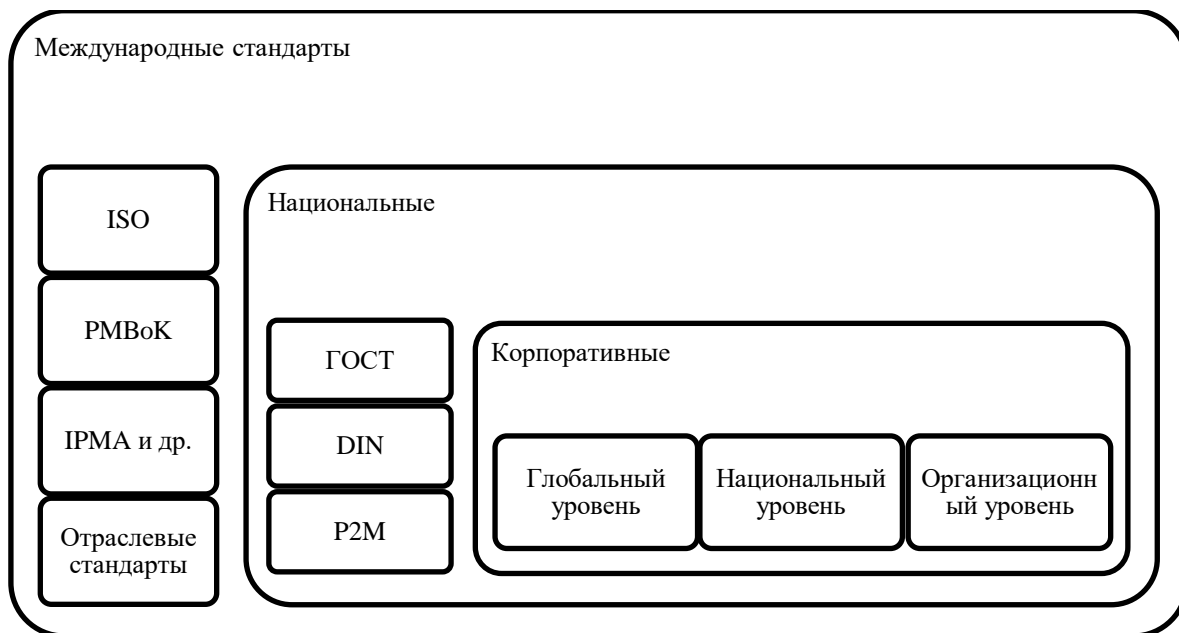 Международные стандарты
ISO
PMBoK
IPMA и др.
Отраслевые
стандарты
Национальные
ГОСТ
DIN
P2M
Корпоративные
Глобальный
уровень
Национальный
уровень
Организационн
ый уровень